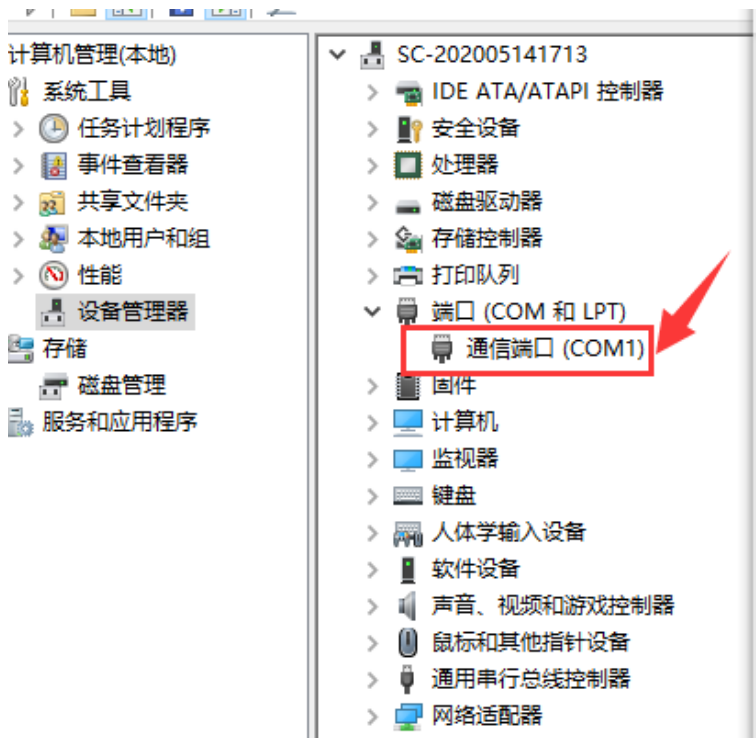 计算机管理(本地)
系统工具
任务计划程序
事件查看器
共享文件夹
本地用户和组
性能
设备管理器
存储
磁盘管理
服务和应用程序
SC-202005141713
IDE ATA/ATAPI 控制器
安全设备
处理器
磁盘驱动器
存储控制器
打印队列
端口 (COM 和 LPT)
通信端口 (COM1)
固件
计算机
监视器
键盘
人体学输入设备
软件设备
声音、视频和游戏控制器
鼠标和其他指针设备
通用串行总线控制器
网络适配器